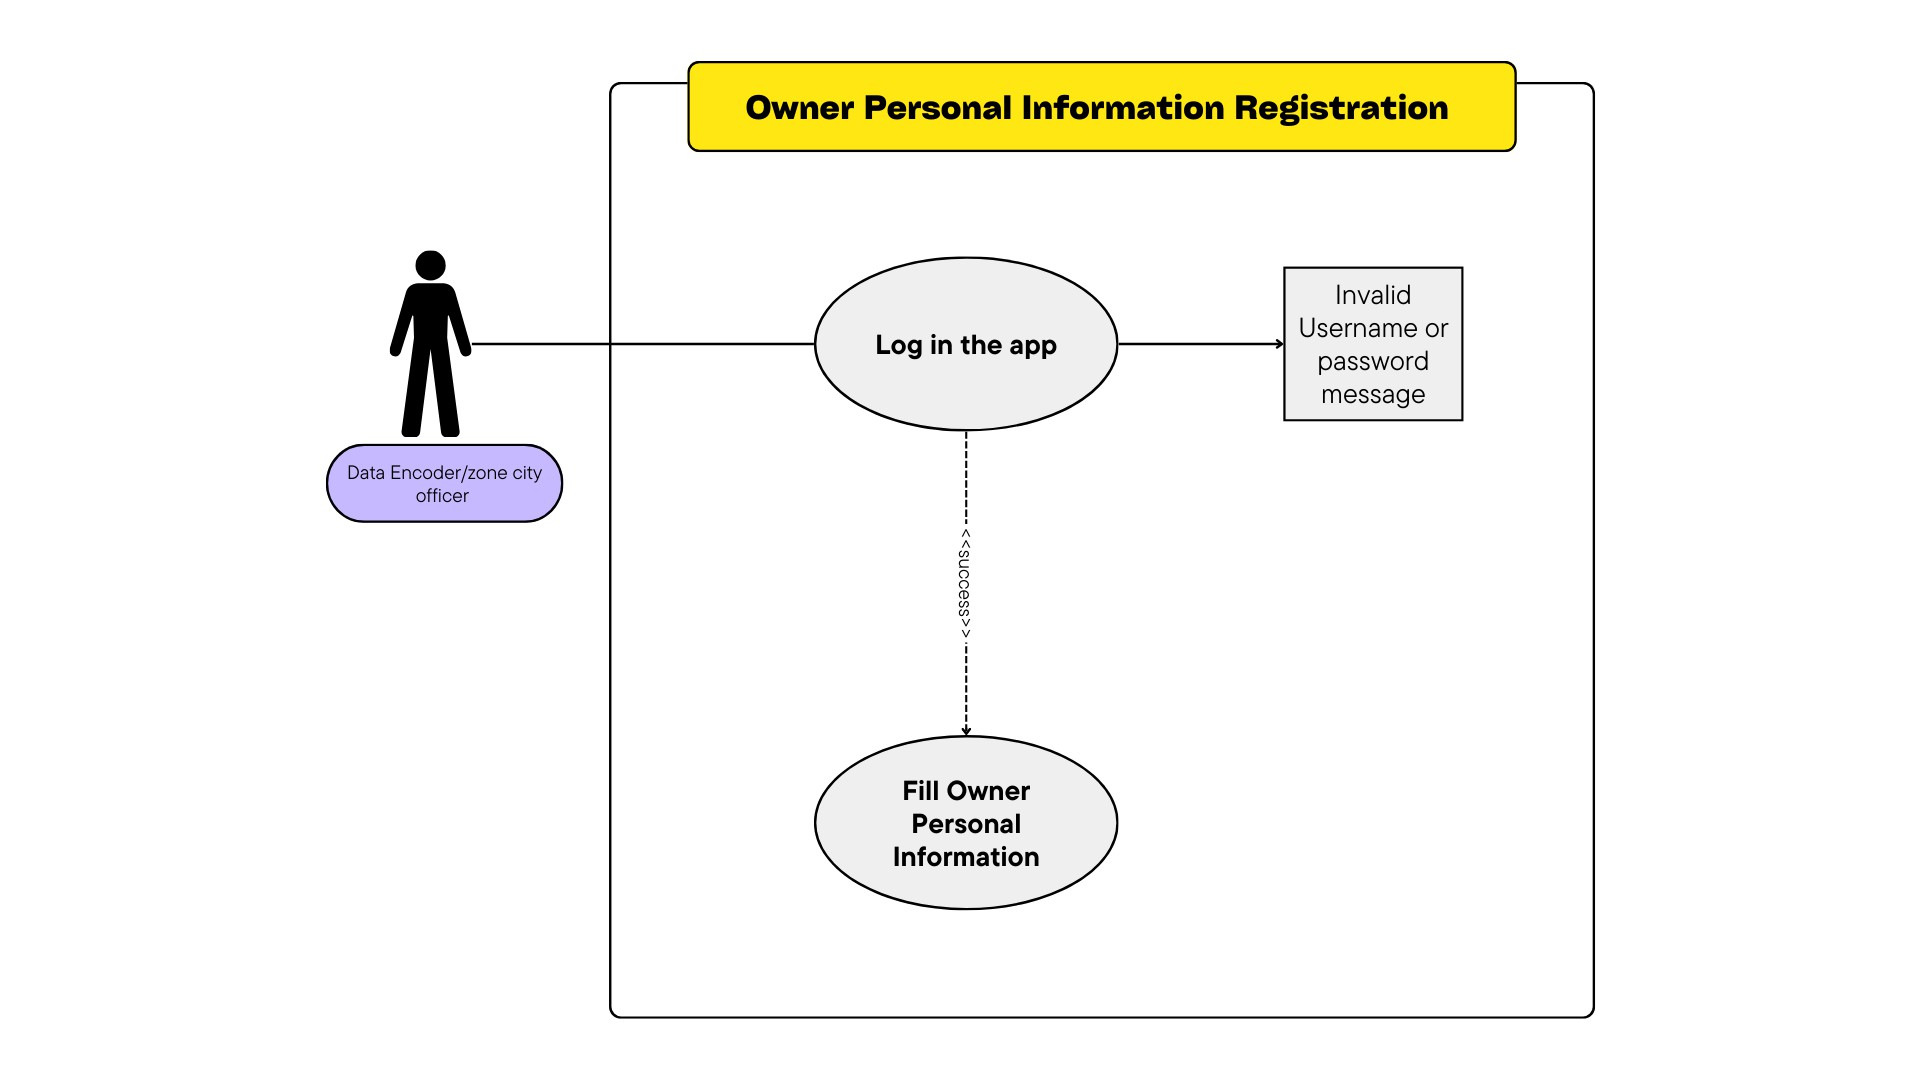 Owner Personal Information Registration
Log in the app
Invalid
Username or
password
message
Data Encoder/zone city
officer
<<success>>
Fill Owner
Personal
Information